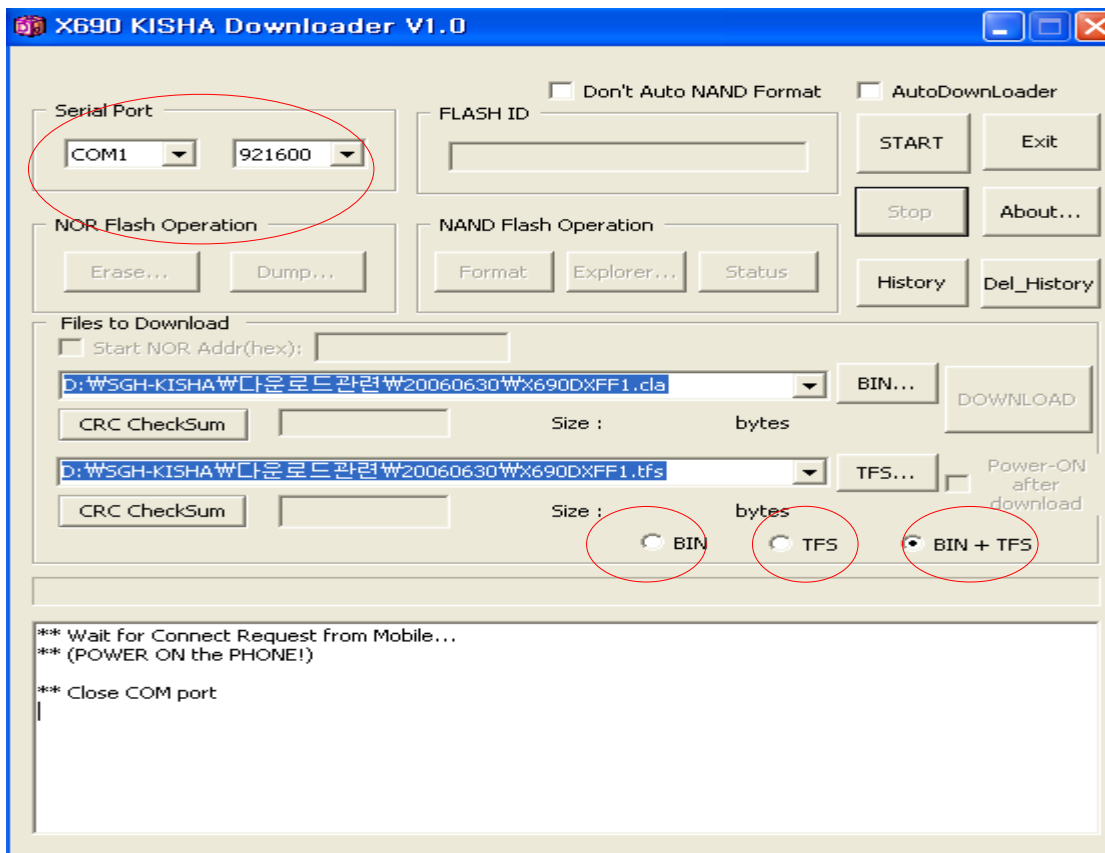 X690 KISHA Downloader V1.0
Don't Auto NAND Format
AutoDownLoader
Serial Port
COM1
921600
FLASH ID
START
Exit
Stop
About...
NOR Flash Operation
Erase...
Dump...
NAND Flash Operation
Format
Explorer...
Status
History
Del_History
Files to Download
Start NOR Addr(hex):
D:₩SGH-KISHA₩다운로드관련₩20060630₩X690DXFF1.cla
BIN...
DOWNLOAD
CRC CheckSum
Size :
bytes
D:₩SGH-KISHA₩다운로드관련₩20060630₩X690DXFF1.tfs
TFS...
Power-ON
after
download
CRC CheckSum
Size :
bytes
BIN
TFS
BIN + TFS
** Wait for Connect Request from Mobile...
** (POWER ON the PHONE!)
** Close COM port